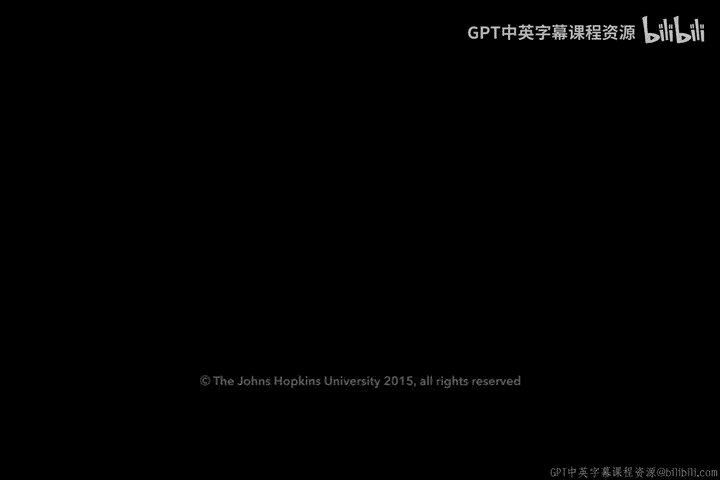 GPT中英字幕课程资源 bilibili
© The Johns Hopkins University 2015, all rights reserved
GPT中英字幕课程资源@bilibili.com